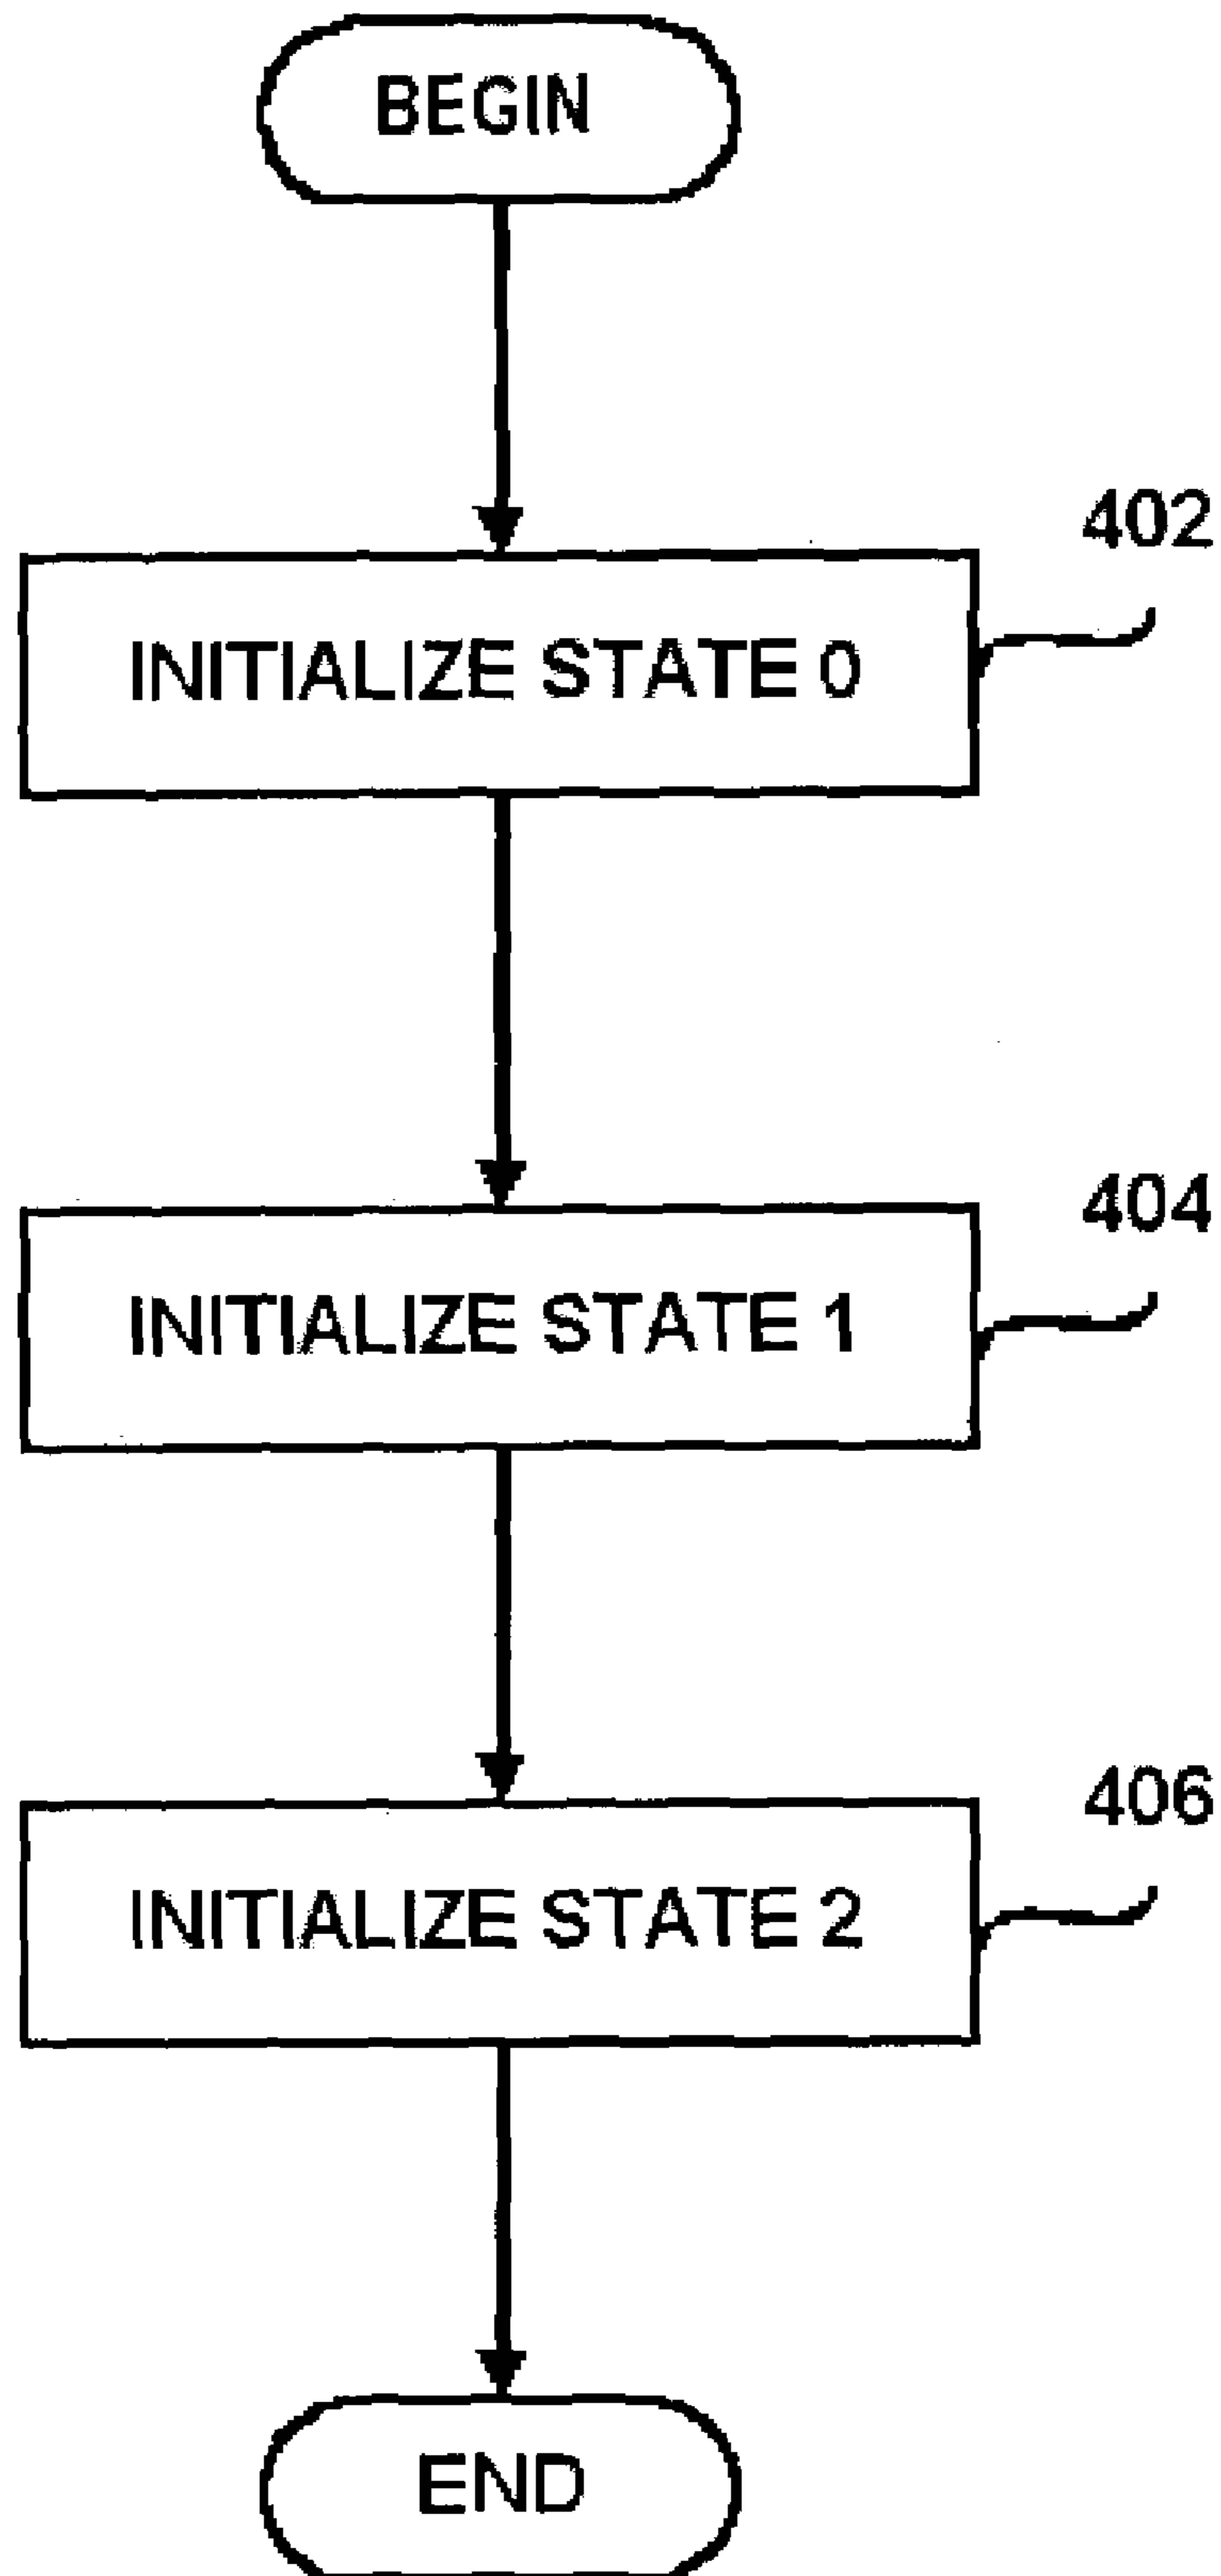 BEGIN
402
INITIALIZE STATE 0
404
INITIALIZE STATE 1
406
INITIALIZE STATE 2
END